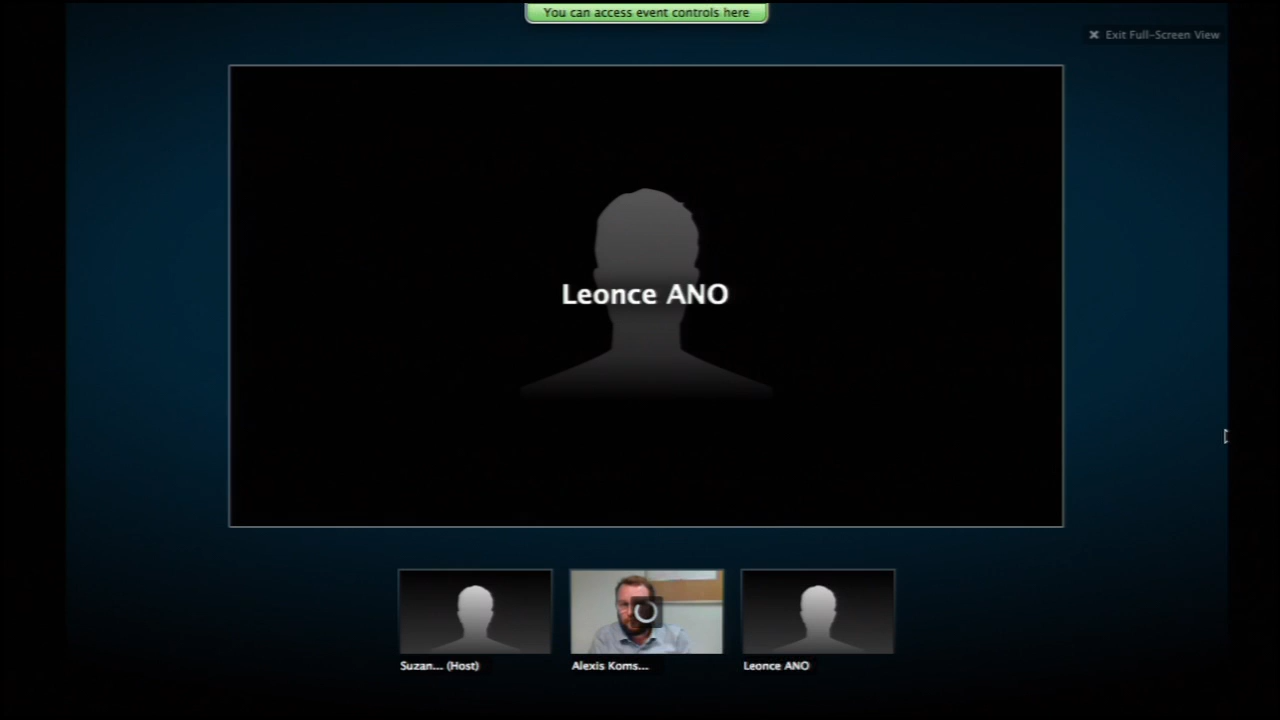 You can access event controls here
✕ Exit Full-Screen View
Leonce ANO
Suzan... (Host)
Alexis Koms...
Leonce ANO